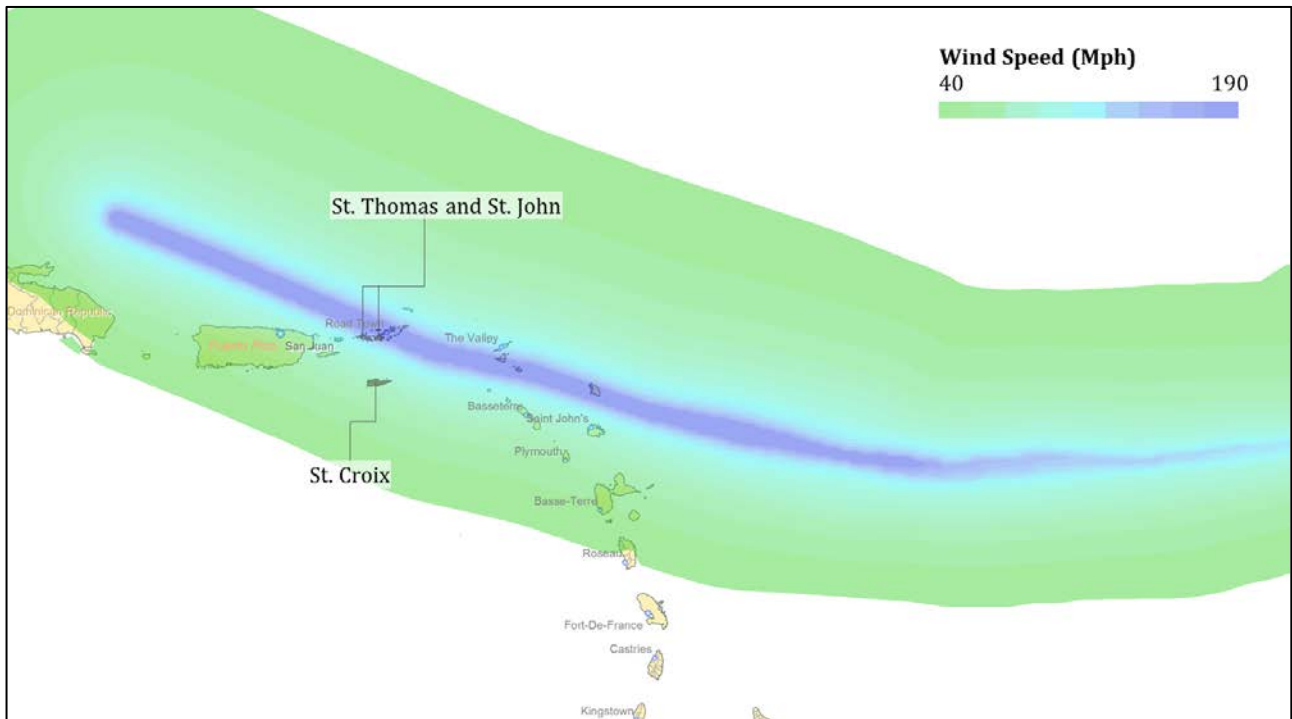 Wind Speed (Mph)
40 190
St. Thomas and St. John
Dominican Republic
Road Town
San Juan
Puerto Rico
The Valley
Basseterre
Saint John's
St. Croix
Plymouth
Basse-Terre
Roseau
Fort-De-France
Castries
Kingstown